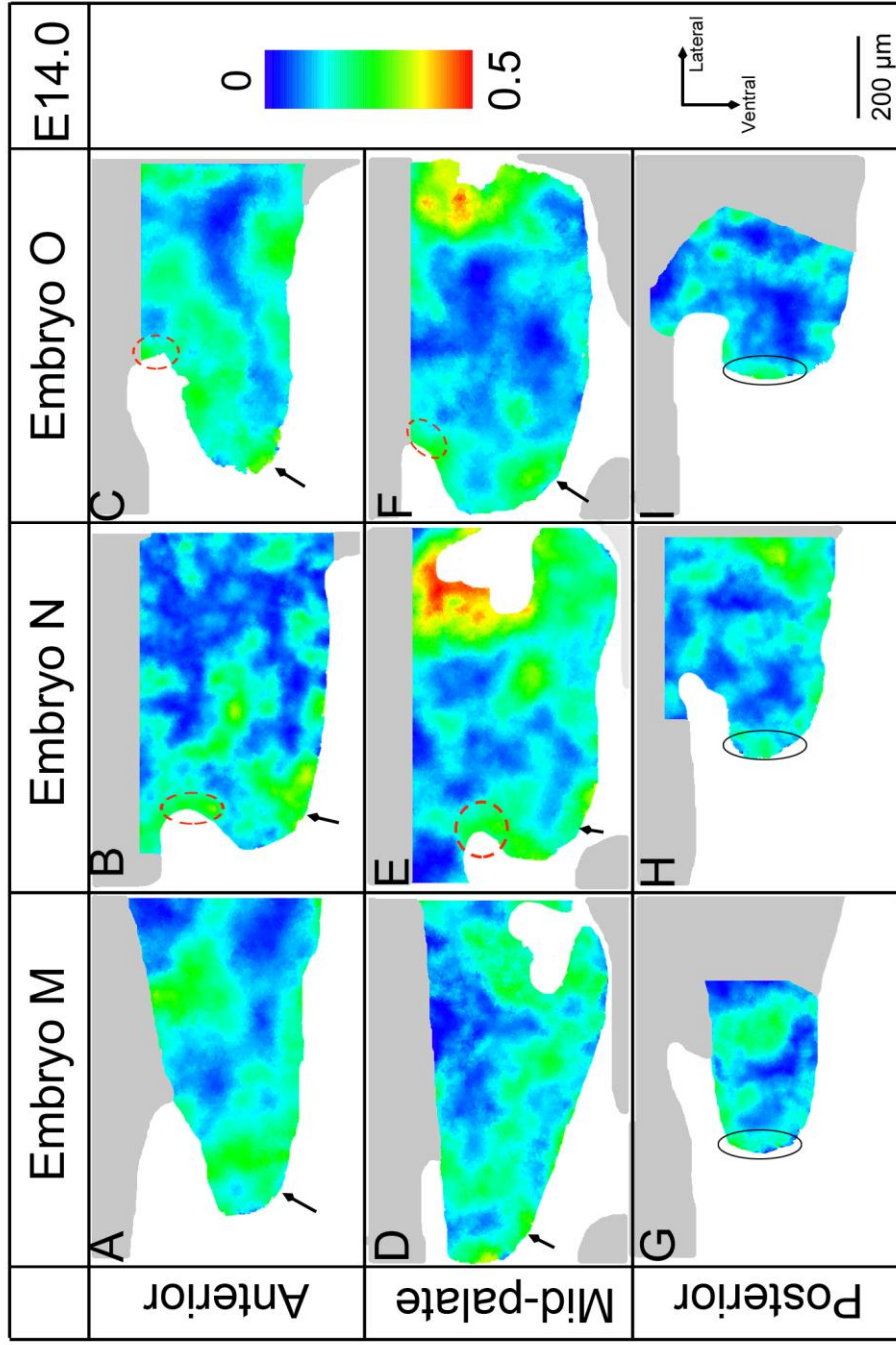 Embryo M
Embryo N
Embryo O
E14.0
Anterior
A
B
C
0
0.5
Mid-palate
D
E
F
Posterior
G
H
I
Lateral
Ventral
200 µm